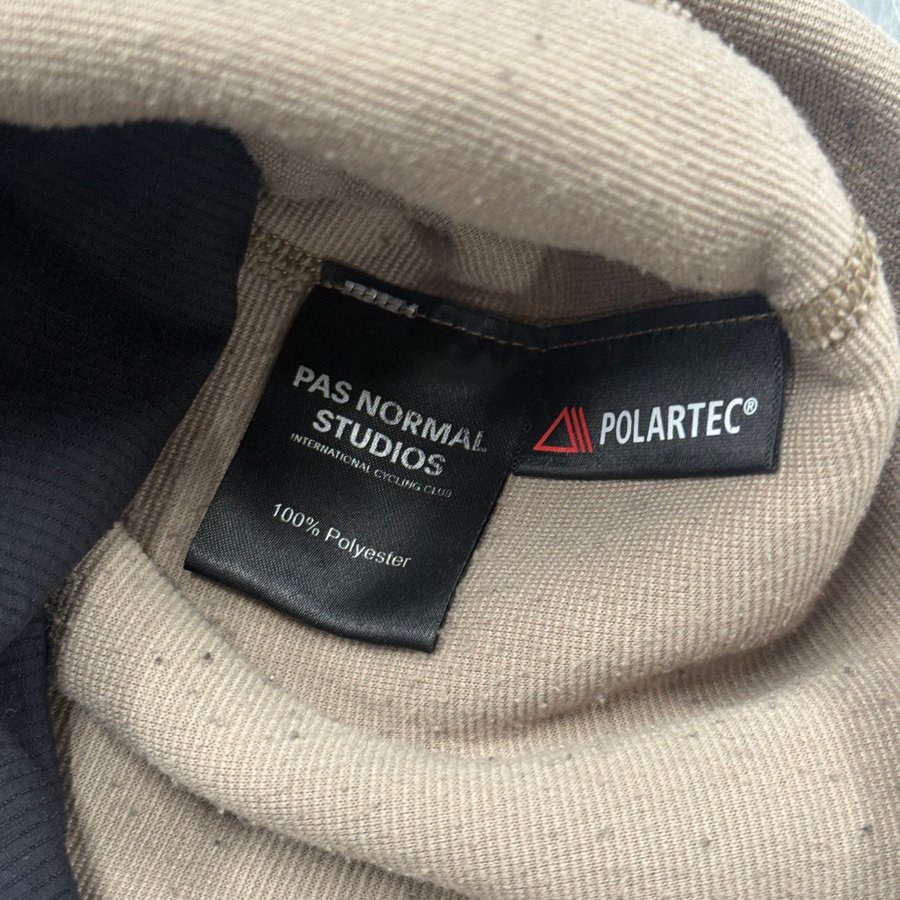 PAS NORMAL
STUDIOS
INTERNATIONAL CYCLING CLUB
100% Polyester
POLARTEC®